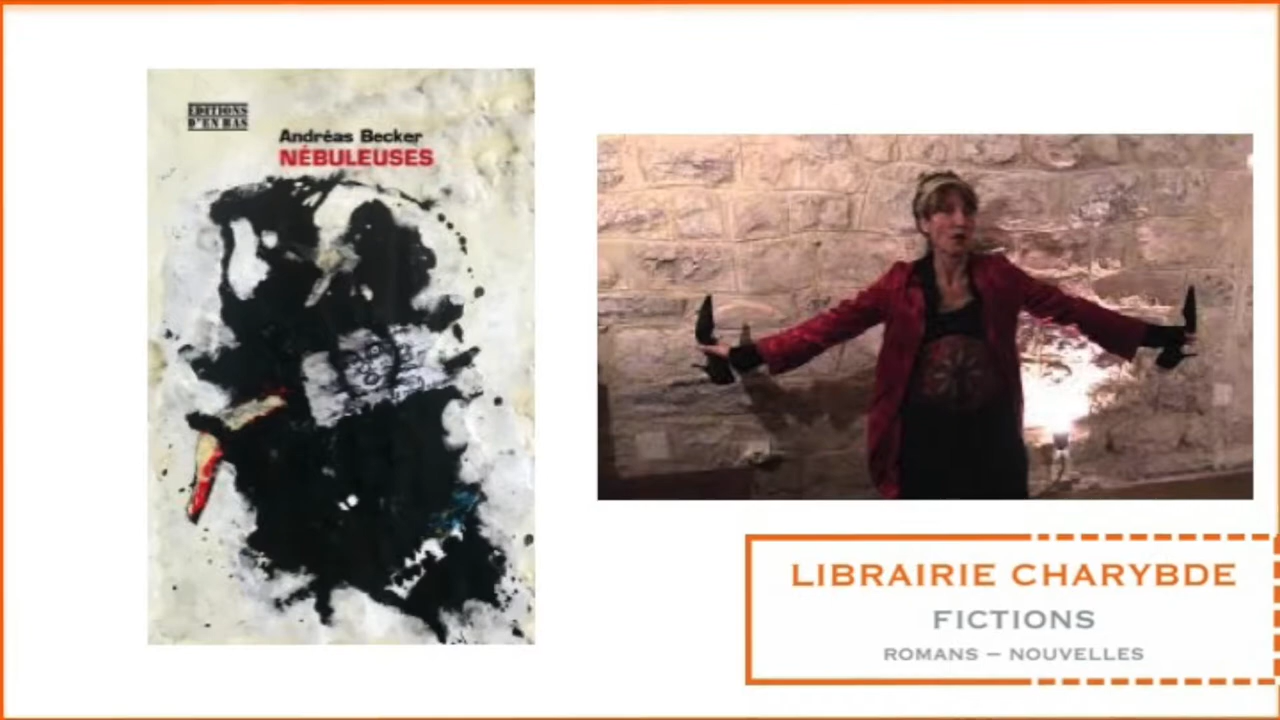 EDITIONS
D'EN BAS
Andréas Becker
NÉBULEUSES
LIBRAIRIE CHARYBDE
FICTIONS
ROMANS – NOUVELLES